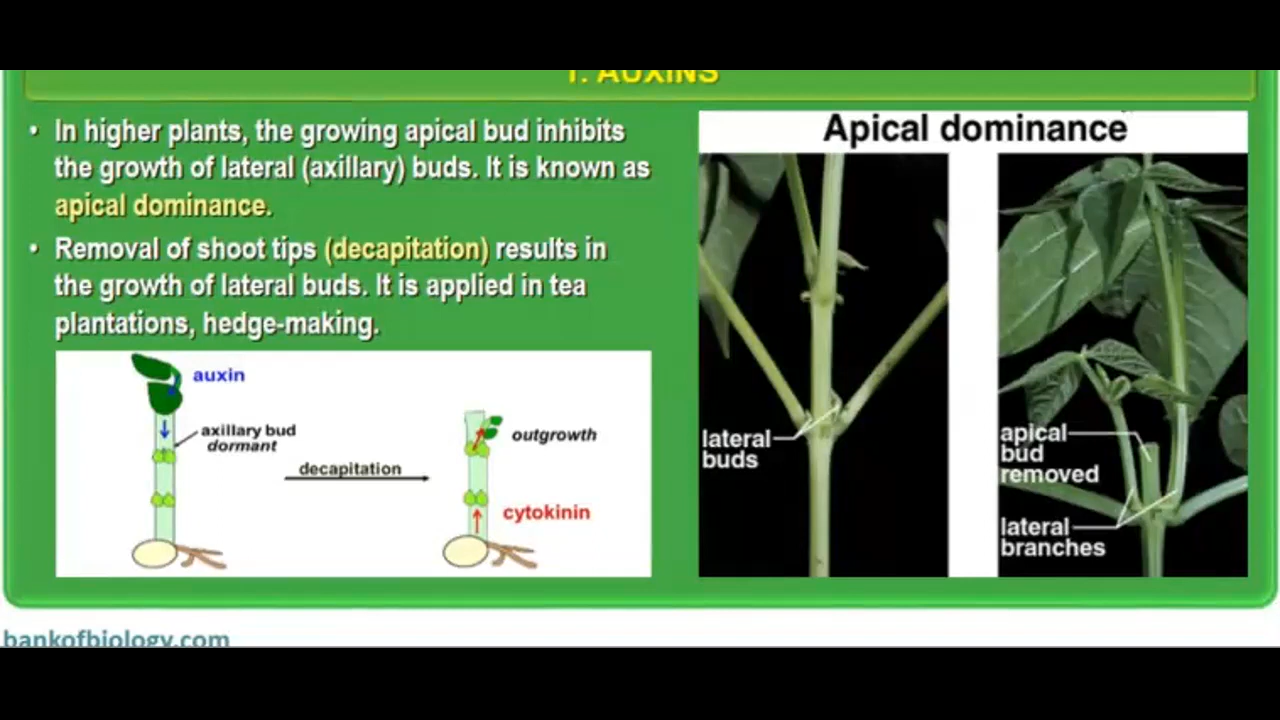 1. AUXINS
• In higher plants, the growing apical bud inhibits
the growth of lateral (axillary) buds. It is known as
apical dominance.
• Removal of shoot tips (decapitation) results in
the growth of lateral buds. It is applied in tea
plantations, hedge-making.
auxin
axillary bud
dormant
decapitation
outgrowth
cytokinin
Apical dominance
lateral
buds
apical
bud
removed
lateral
branches
bankofbiology.com